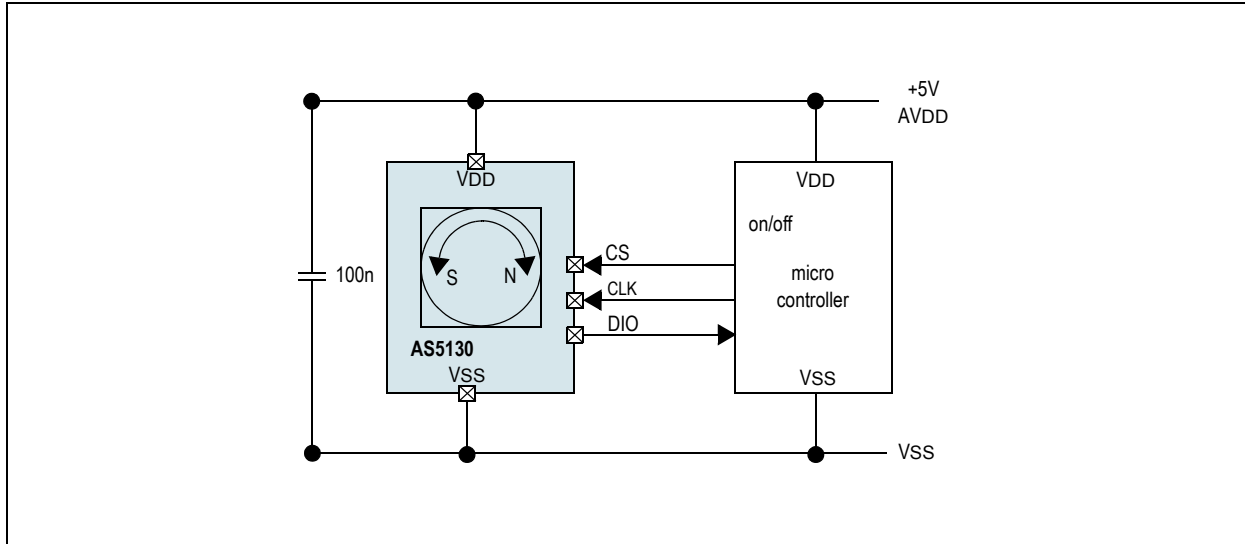 +5V
AVDD
VDD
VDD
on/off
CS
S
N
100n
micro
controller
CLK
DIO
AS5130
VSS
VSS
VSS